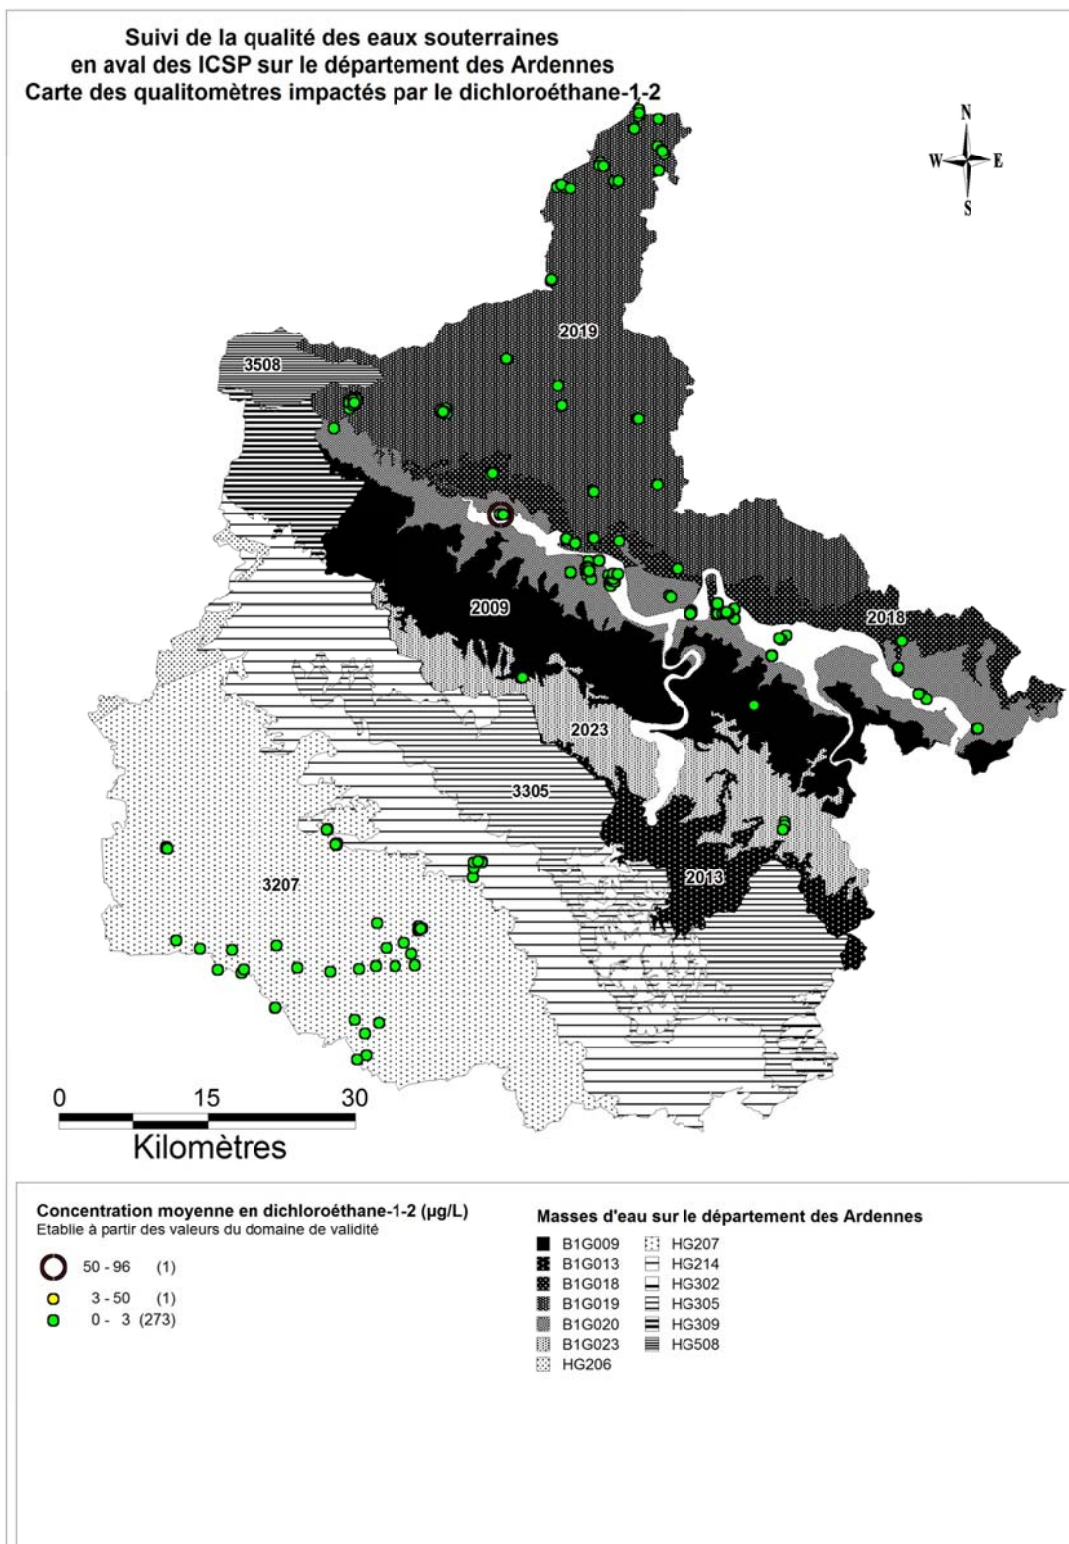 Suivi de la qualité des eaux souterraines
en aval des ICSP sur le département des Ardennes
Carte des qualitomètres impactés par le dichloroéthane-1-2
N
W E
S
2019
3508
2009
2018
2023
3305
2013
3207
0 15 30
Kilomètres
Concentration moyenne en dichloroéthane-1-2 (µg/L)
Etablie à partir des valeurs du domaine de validité
50 - 96 (1)
3 - 50 (1)
0 - 3 (273)
Masses d'eau sur le département des Ardennes
B1G009 HG207
B1G013 HG214
B1G018 HG302
B1G019 HG305
B1G020 HG309
B1G023 HG508
HG206